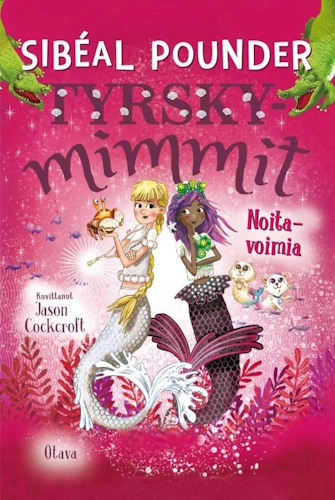 SIBÉAL POUNDER
TYRSKY-
mimmit
Noita-
voimia
Kuvittanut
Jason
Cockcroft
Otava